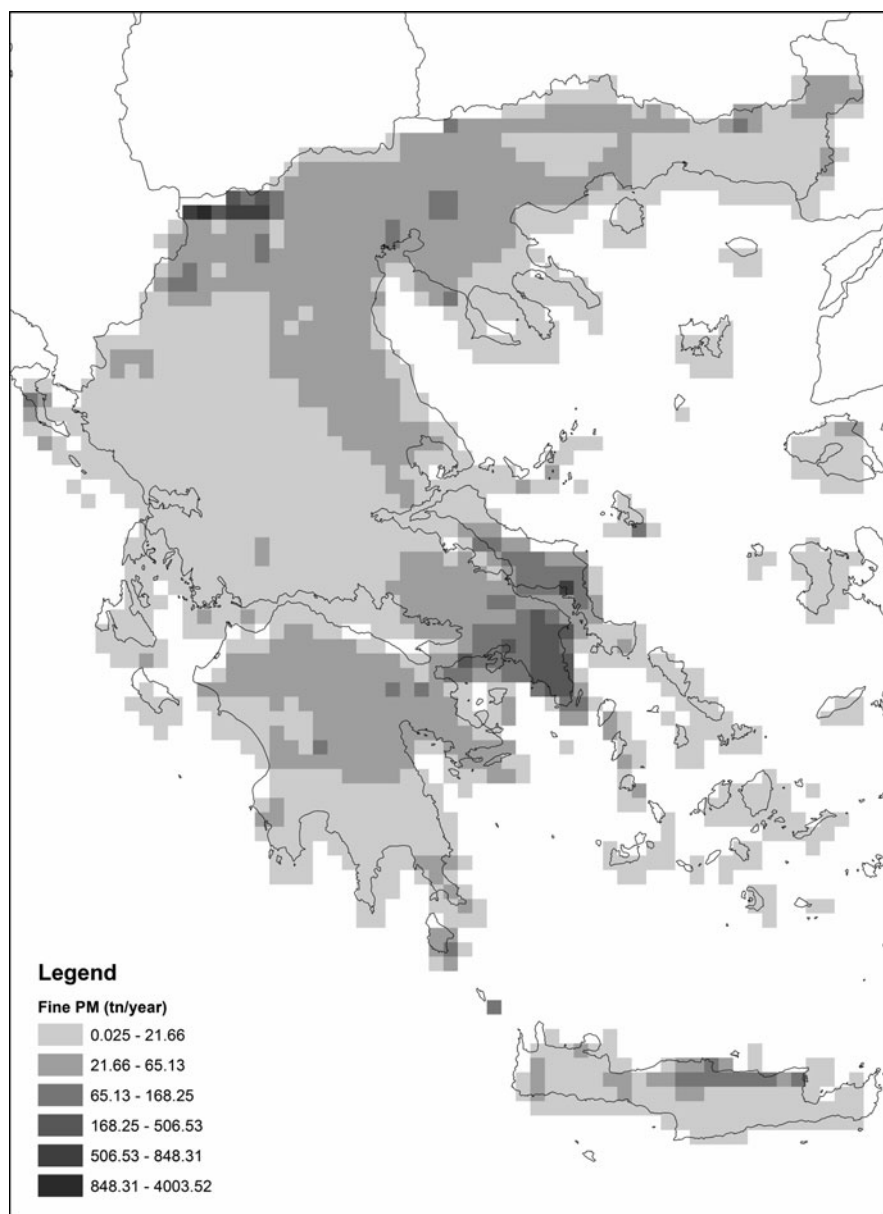 Legend
Fine PM (tn/year)
0.025 - 21.66
21.66 - 65.13
65.13 - 168.25
168.25 - 506.53
506.53 - 848.31
848.31 - 4003.52